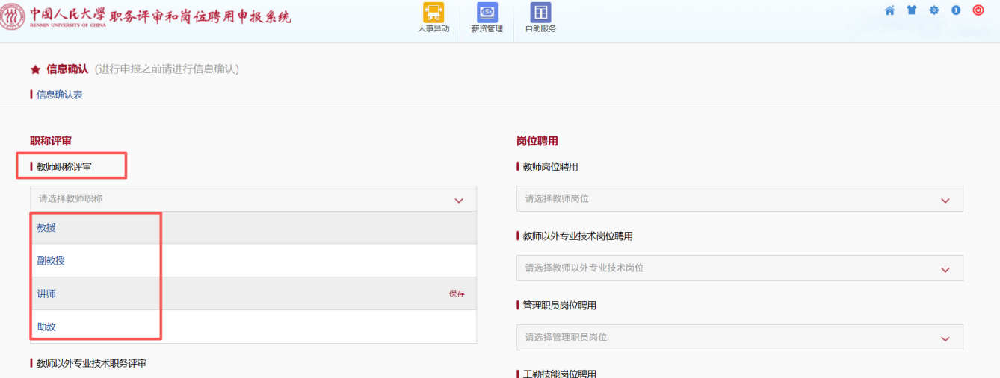 中国人民大学 职务评审和岗位聘用申报系统
RENMIN UNIVERSITY OF CHINA
人事异动
薪资管理
自助服务
信息确认 (进行申报之前请进行信息确认)
信息确认表
职称评审
教师职称评审
请选择教师职称
教授
副教授
讲师
保存
助教
教师以外专业技术职务评审
岗位聘用
教师岗位聘用
请选择教师岗位
教师以外专业技术岗位聘用
请选择教师以外专业技术岗位
管理职员岗位聘用
请选择管理职员岗位
工勤技能岗位聘用